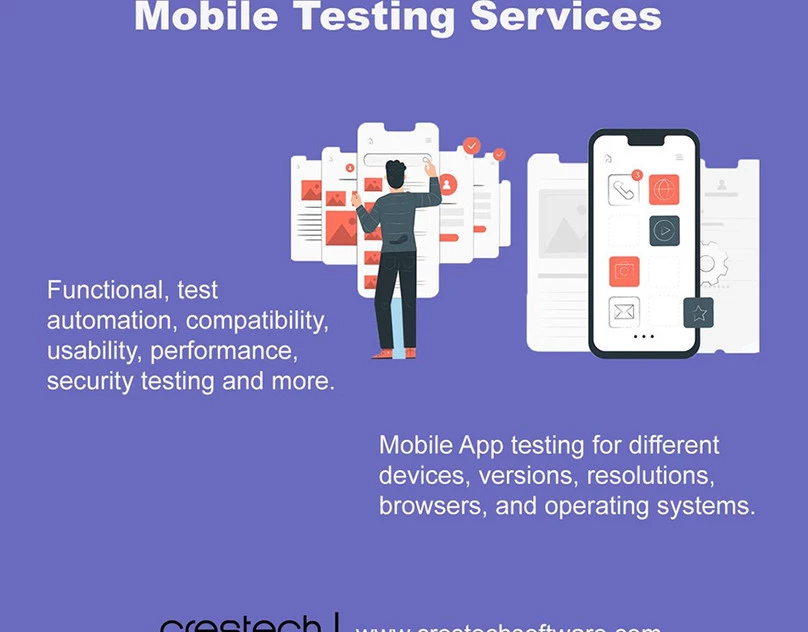 Mobile Testing Services
3
Functional, test
automation, compatibility,
usability, performance,
security testing and more.
Mobile App testing for different
devices, versions, resolutions,
browsers, and operating systems.
crestech
www.crestechsoftware.com